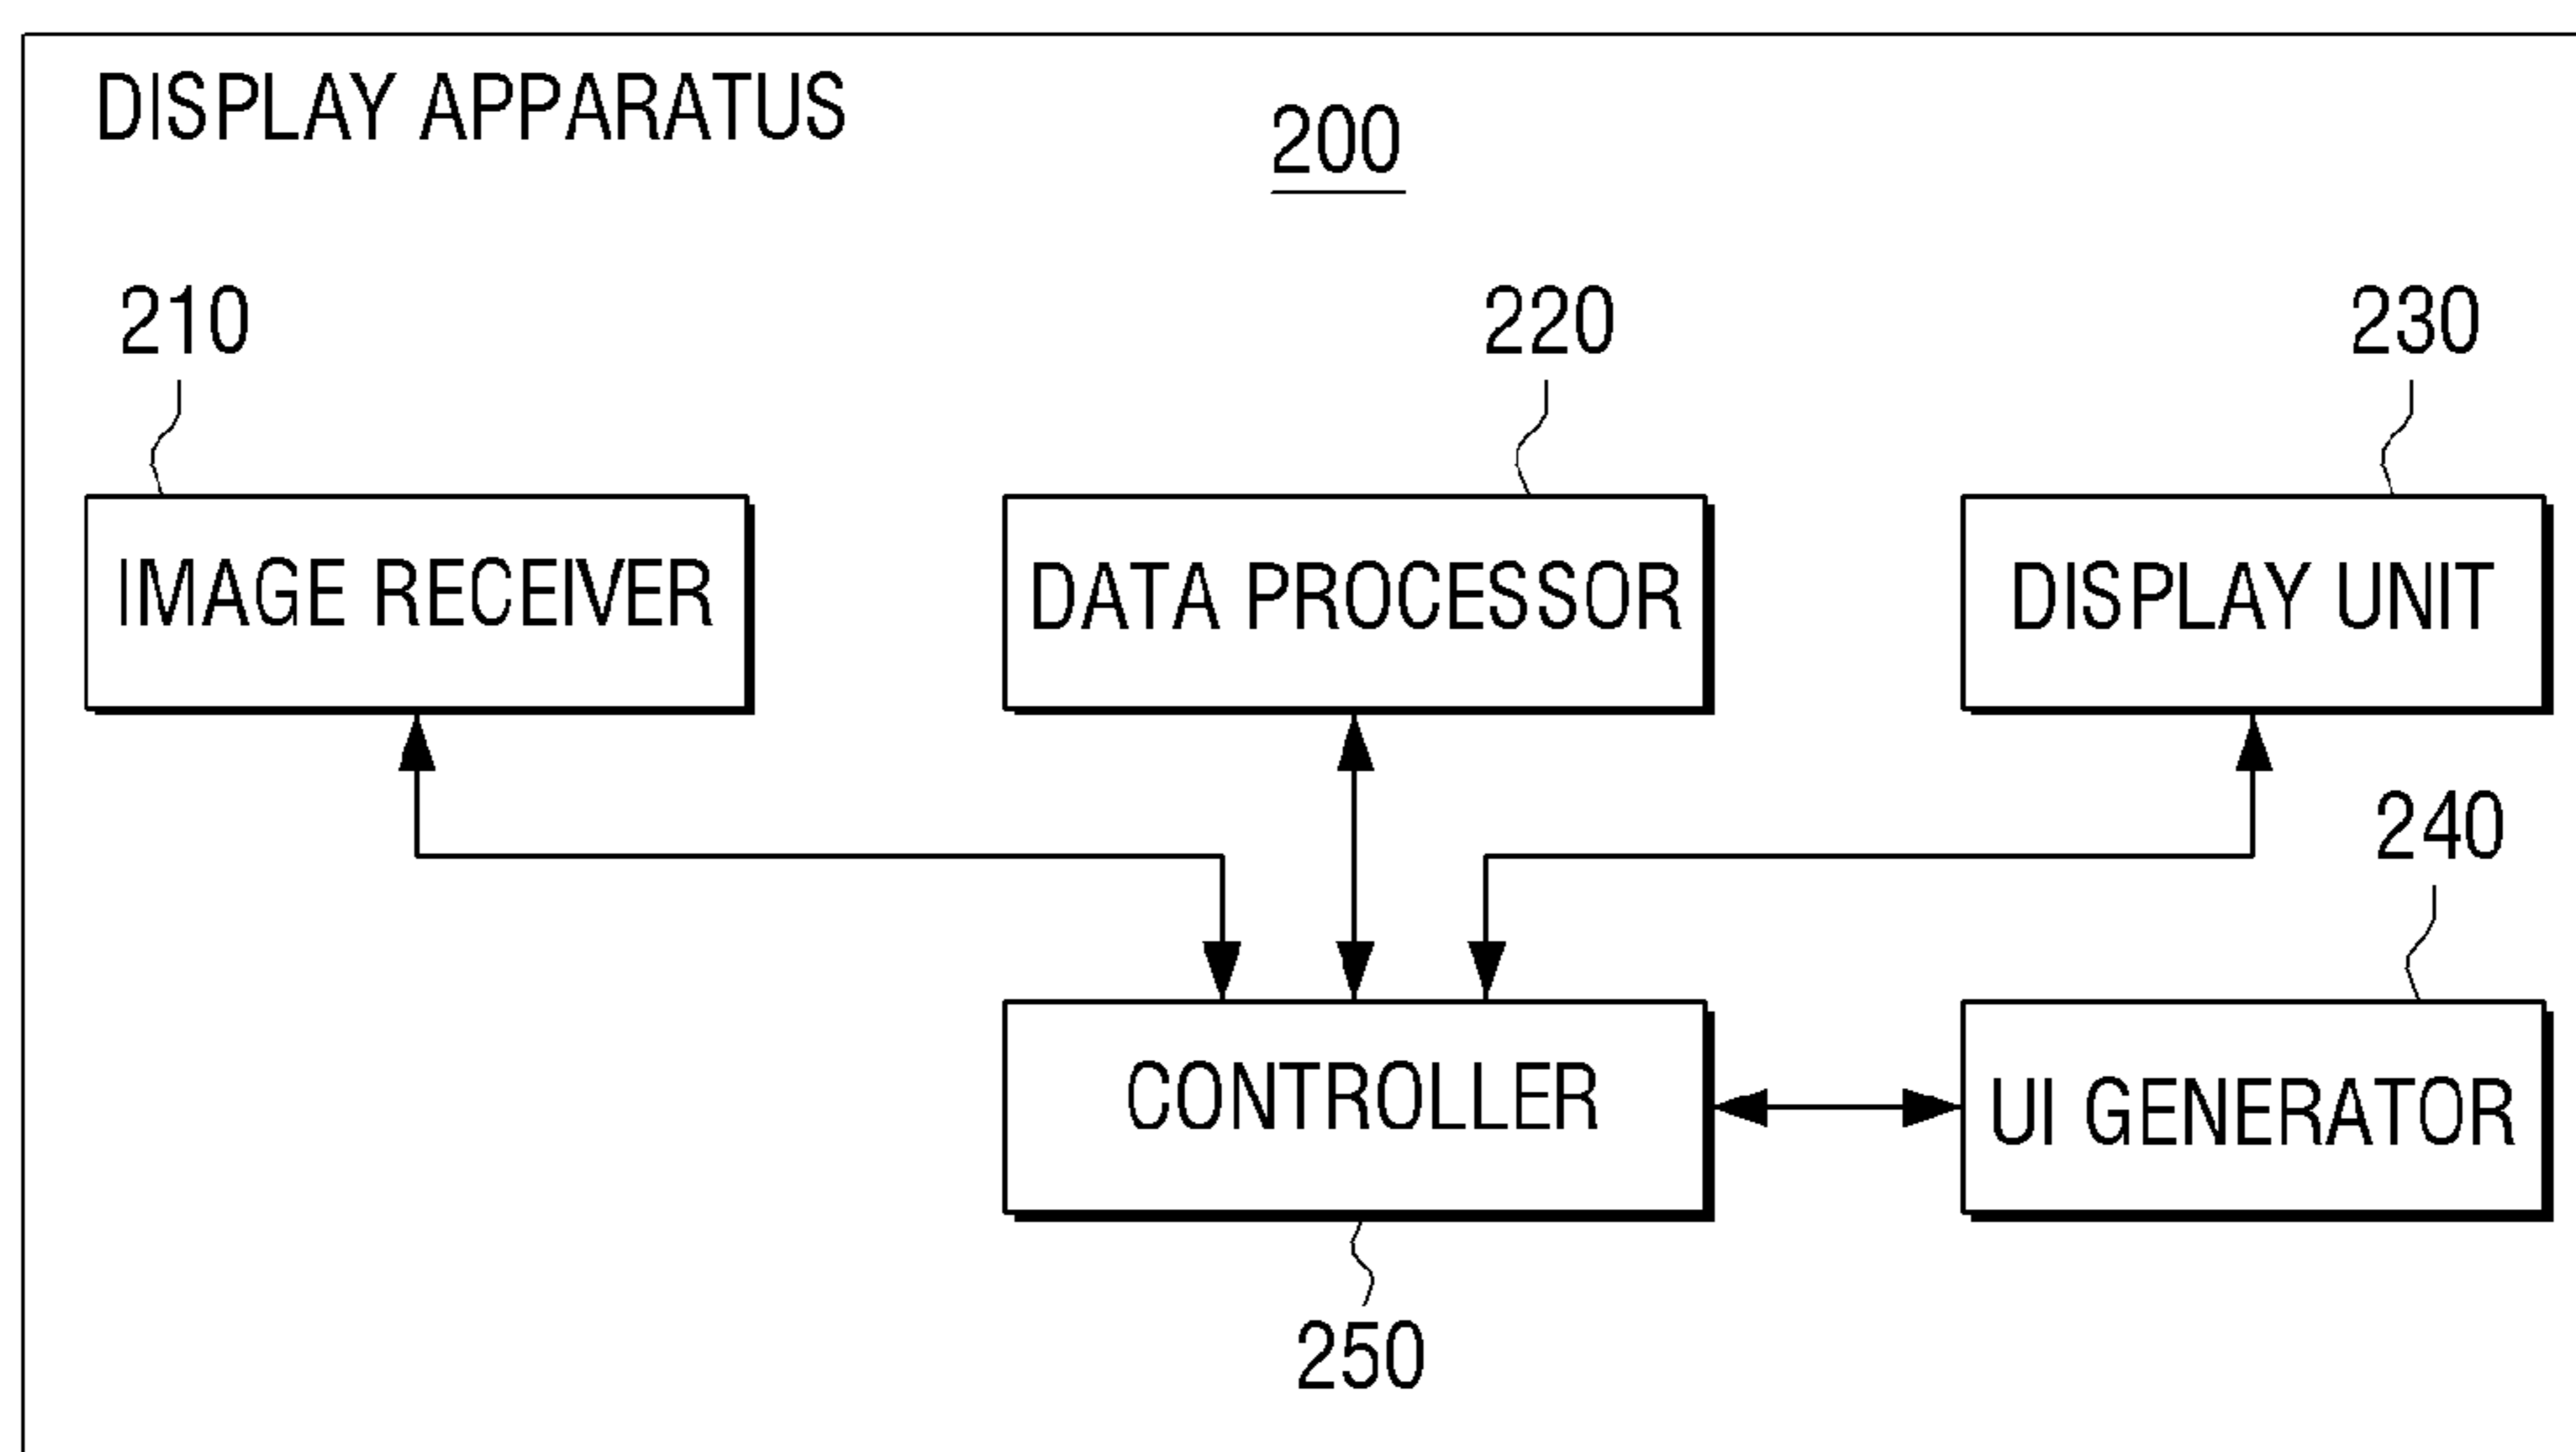 DISPLAY APPARATUS
200
210
220
230
IMAGE RECEIVER
DATA PROCESSOR
DISPLAY UNIT
240
CONTROLLER
UI GENERATOR
250